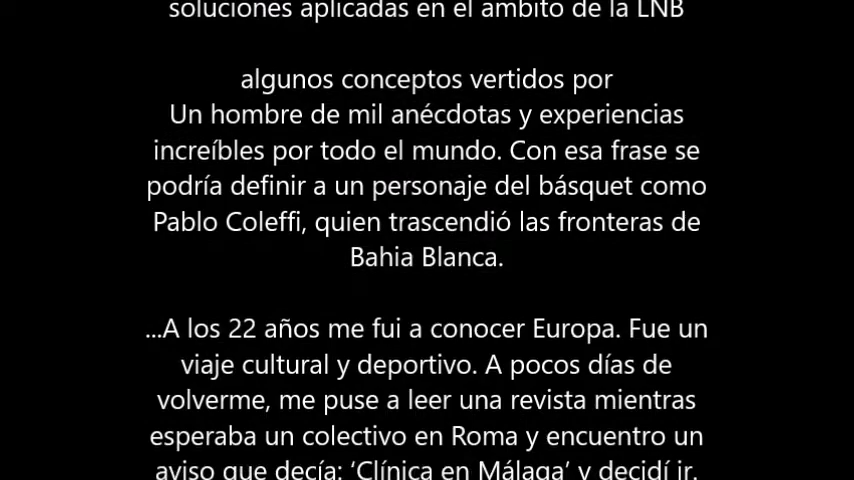 soluciones aplicadas en el ámbito de la LNB
algunos conceptos vertidos por
Un hombre de mil anécdotas y experiencias
increíbles por todo el mundo. Con esa frase se
podría definir a un personaje del básquet como
Pablo Coleffi, quien trascendió las fronteras de
Bahia Blanca.
...A los 22 años me fui a conocer Europa. Fue un
viaje cultural y deportivo. A pocos días de
volverme, me puse a leer una revista mientras
esperaba un colectivo en Roma y encuentro un
aviso que decía: ‘Clínica en Málaga’ y decidí ir.